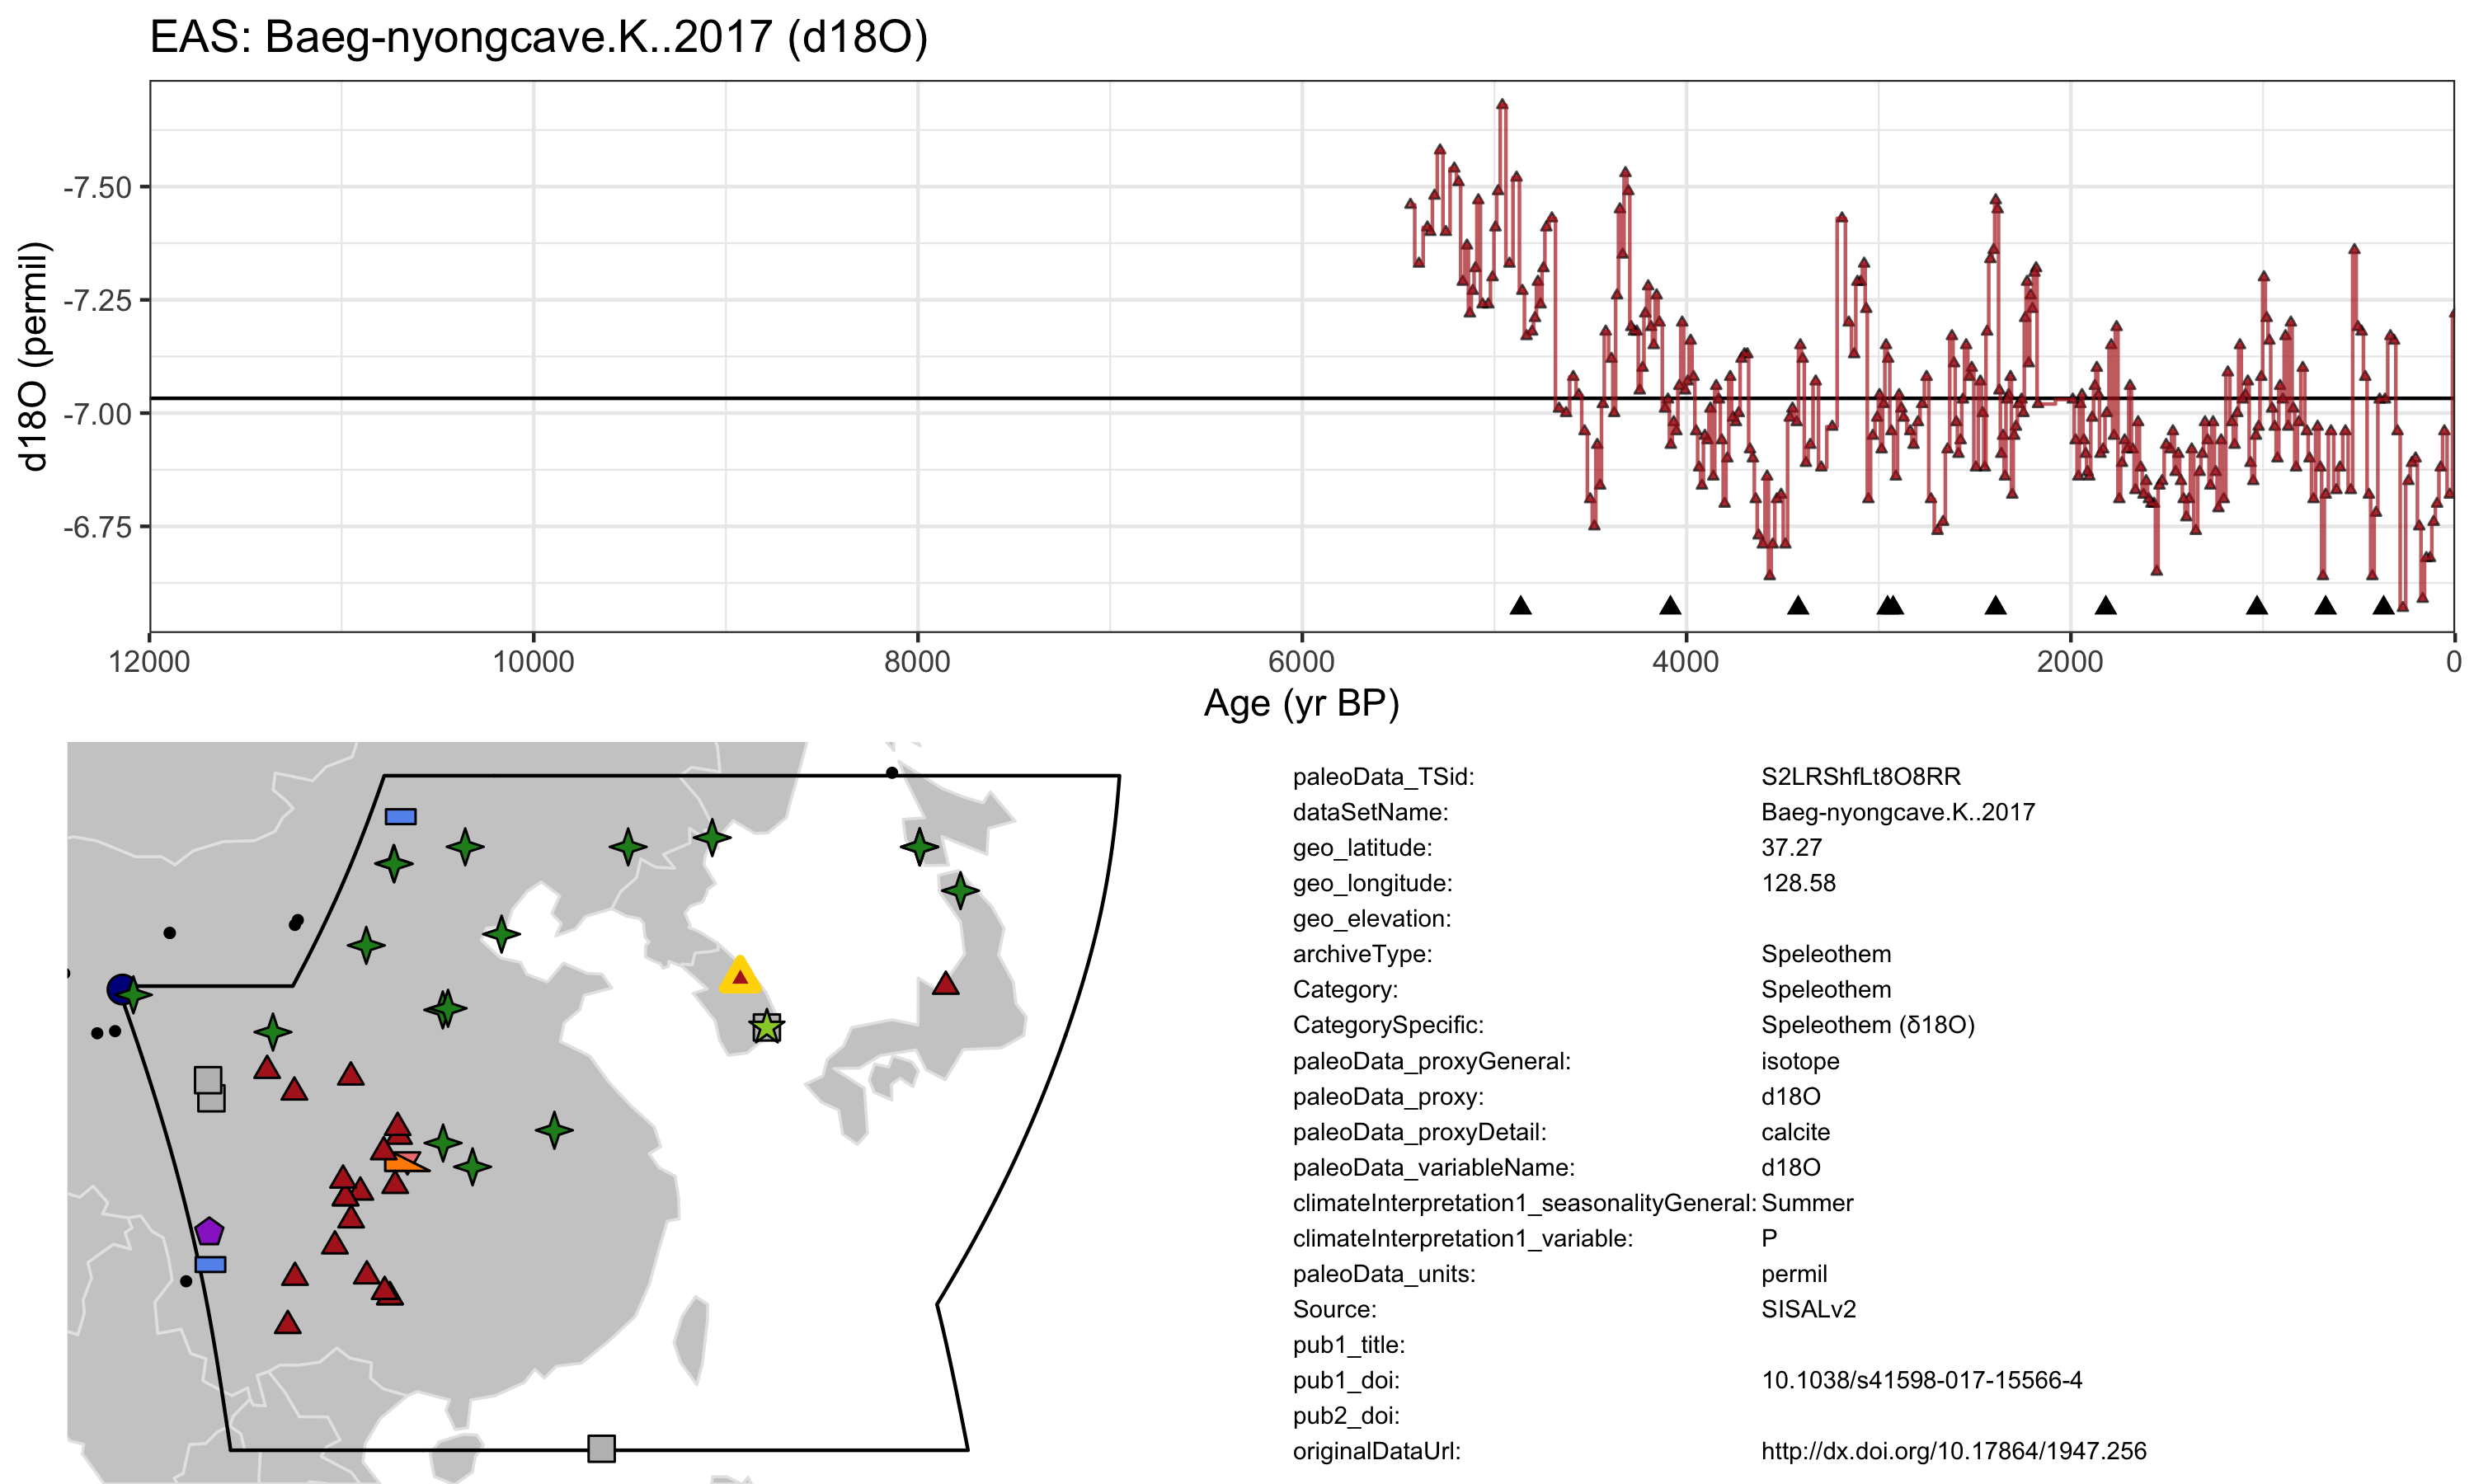 EAS: Baeg-nyongcave.K..2017 (d18O)
d18O (permil)
-7.50
-7.25
-7.00
-6.75
12000 10000 8000 6000 4000 2000 0
Age (yr BP)
paleoData_TSid: S2LRShfLt8O8RR
dataSetName: Baeg-nyongcave.K..2017
geo_latitude: 37.27
geo_longitude: 128.58
geo_elevation:
archiveType: Speleothem
Category: Speleothem
CategorySpecific: Speleothem (δ18O)
paleoData_proxyGeneral: isotope
paleoData_proxy: d18O
paleoData_proxyDetail: calcite
paleoData_variableName: d18O
climateInterpretation1_seasonalityGeneral: Summer
climateInterpretation1_variable: P
paleoData_units: permil
Source: SISALv2
pub1_title:
pub1_doi: 10.1038/s41598-017-15566-4
pub2_doi:
originalDataUrl: http://dx.doi.org/10.17864/1947.256